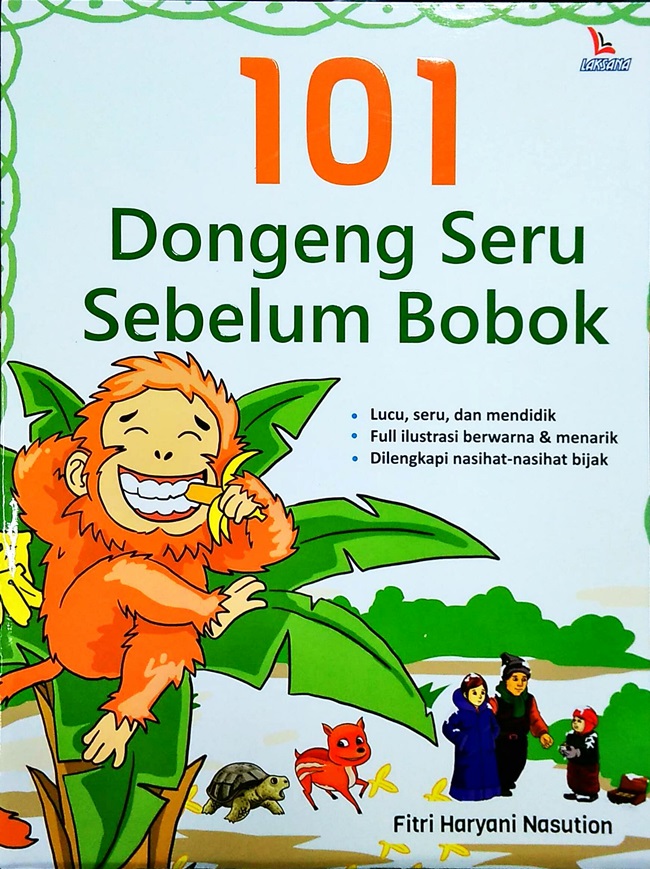 LAKSANA
101
Dongeng Seru
Sebelum Bobok
• Lucu, seru, dan mendidik
• Full ilustrasi berwarna & menarik
• Dilengkapi nasihat-nasihat bijak
Fitri Haryani Nasution